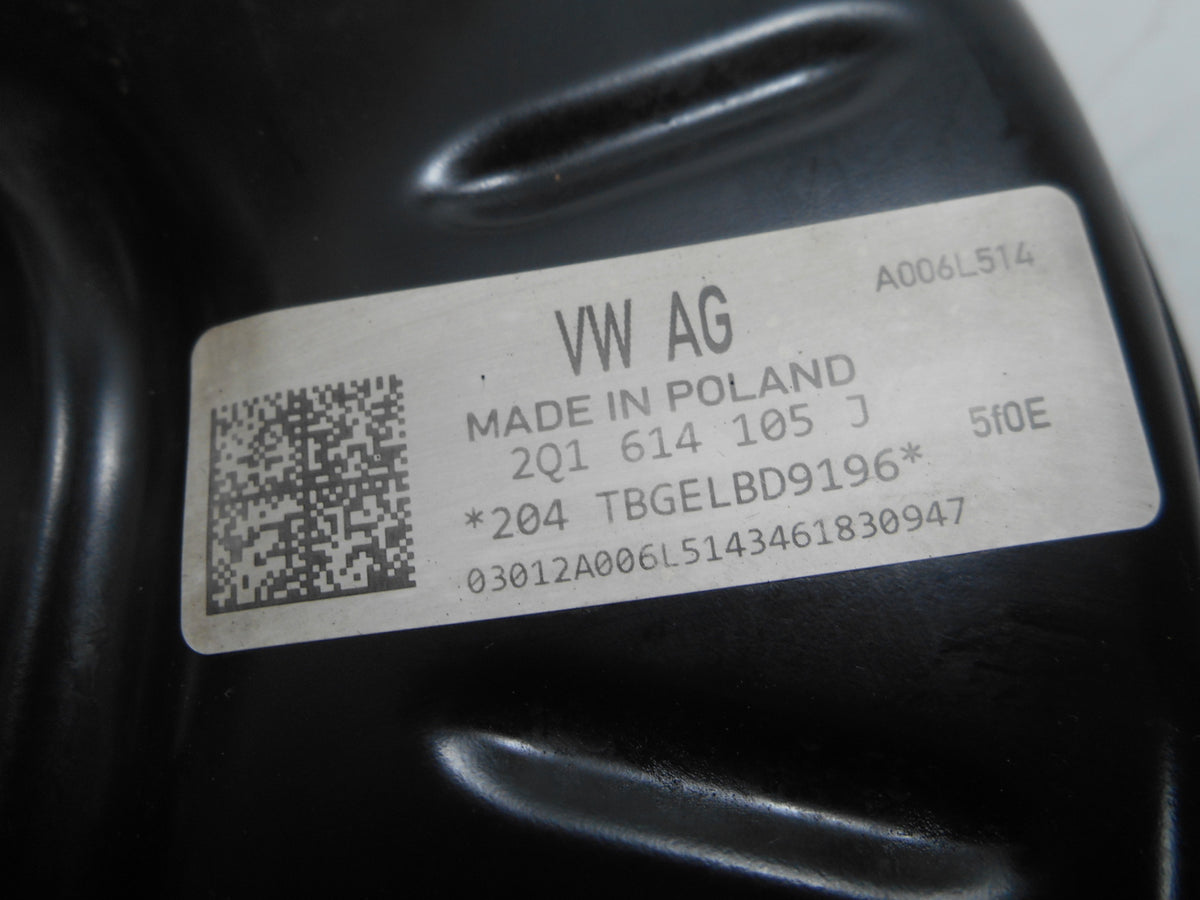 A006L514
VW AG
MADE IN POLAND
2Q1 614 105 J
5f0E
*204 TBGELBD9196*
03012A006L5143461830947